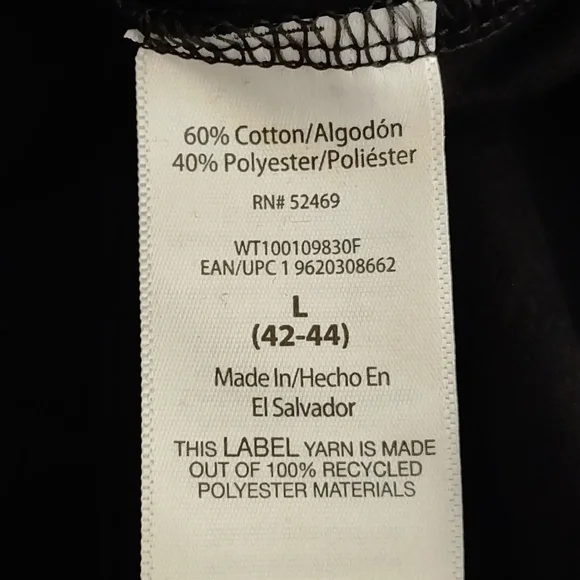 60% Cotton/Algodón
40% Polyester/Poliéster
RN# 52469
WT100109830F
EAN/UPC 1 9620308662
L
(42-44)
Made In/Hecho En
El Salvador
THIS LABEL YARN IS MADE
OUT OF 100% RECYCLED
POLYESTER MATERIALS